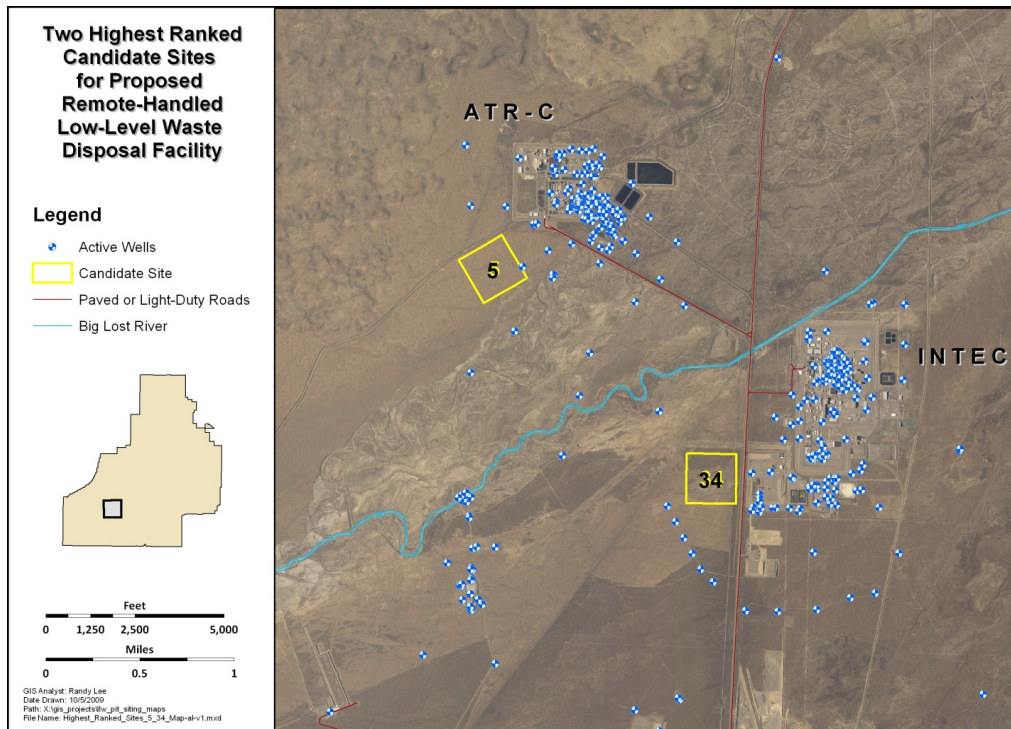 Two Highest Ranked
Candidate Sites
for Proposed
Remote-Handled
Low-Level Waste
Disposal Facility
Legend
Active Wells
Candidate Site
Paved or Light-Duty Roads
Big Lost River
Feet
0 1,250 2,500 5,000
Miles
0 0.5 1
GIS Analyst: Randy Lee
Date Drawn: 10/5/2009
Path: X:\gis_projects\llw_pit_siting_maps
File Name: Highest_Ranked_Sites_5_34_Map-al-v1.mxd
ATR-C
5
INTEC
34